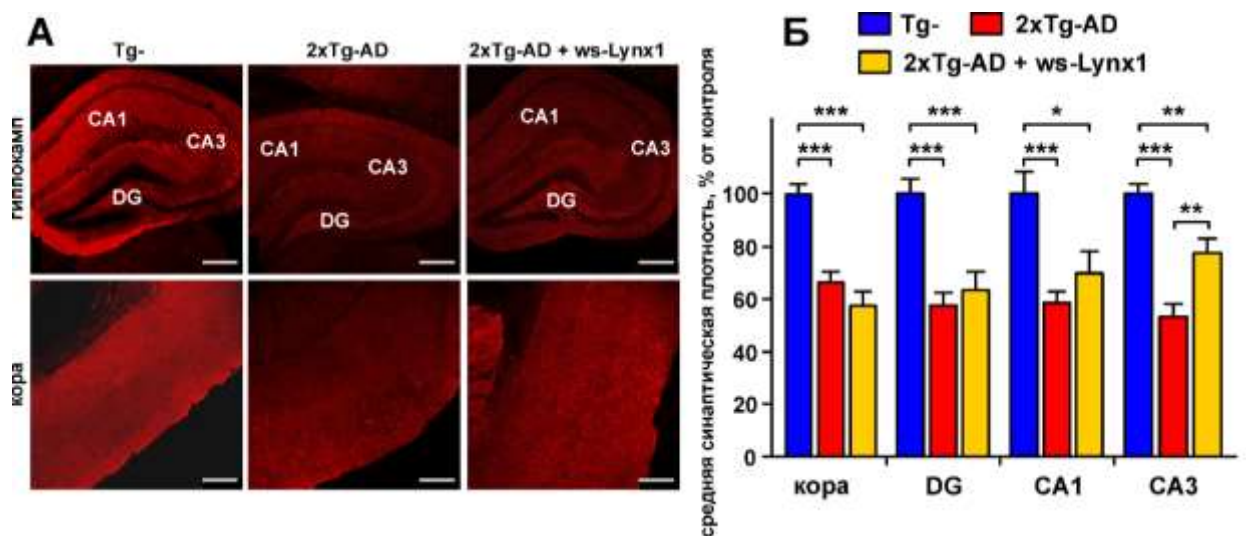 А
Tg-
2xTg-AD
2xTg-AD + ws-Lynx1
гиппокамп
CA1
CA3
DG
CA1
CA3
DG
CA1
CA3
DG
кора
Б
Tg-
2xTg-AD
2xTg-AD + ws-Lynx1
средняя синаптическая плотность, % от контроля
***
***
*
**
***
***
***
***
**
100
80
60
40
20
0
кора
DG
CA1
CA3